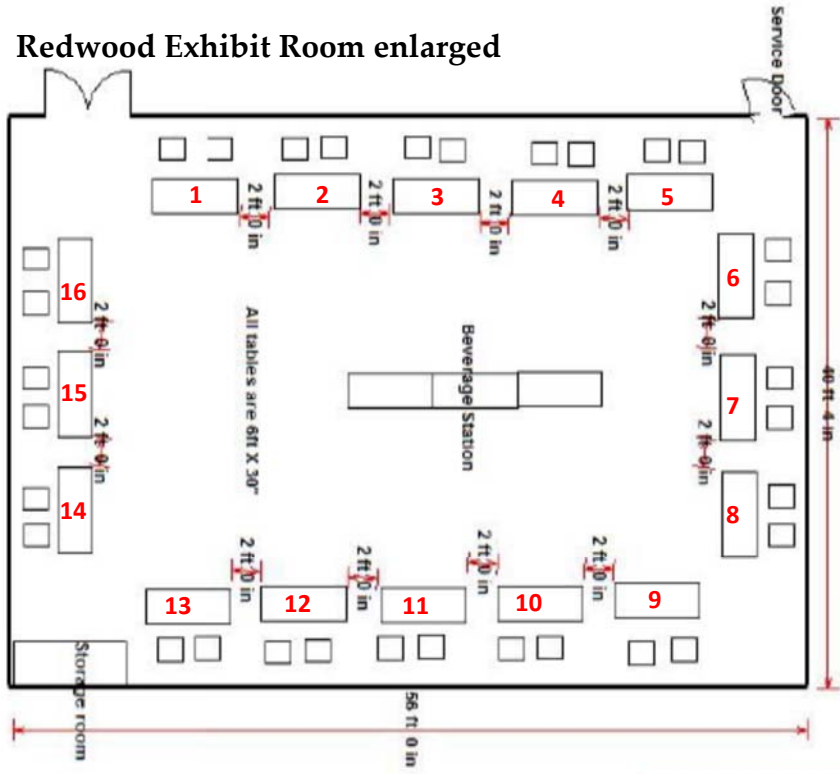 Redwood Exhibit Room enlarged
Service Door
1
2 ft 0 in
2
2 ft 0 in
3
2 ft 0 in
4
2 ft 0 in
5
16
2 ft 0 in
15
2 ft 0 in
14
All tables are 6ft X 30"
Beverage Station
6
2 ft 0 in
7
2 ft 0 in
8
40 ft 4 in
13
2 ft 0 in
12
2 ft 0 in
11
2 ft 0 in
10
2 ft 0 in
9
Storage room
56 ft 0 in